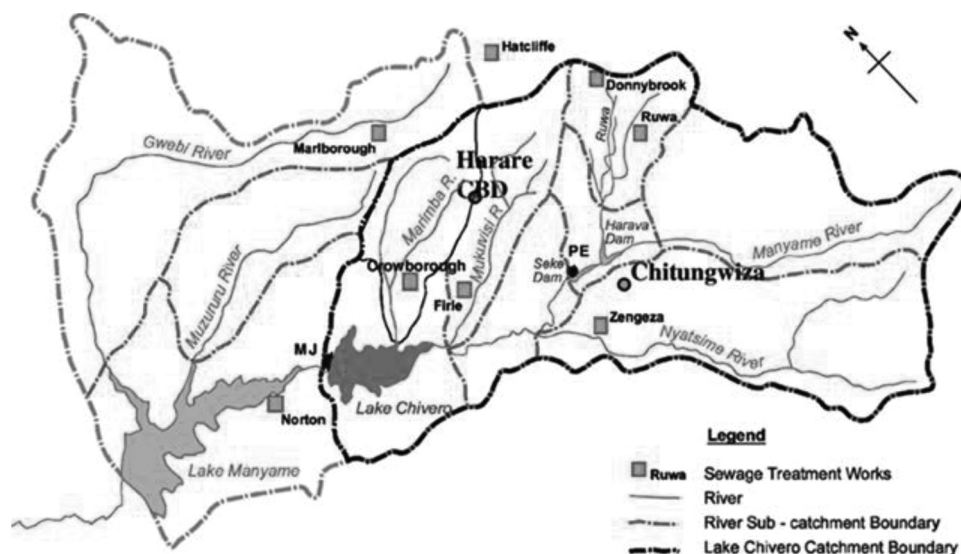 Hatcliffe
N
Donnybrook
Ruwa
Ruwa
Gwebi River
Marlborough
Harare
CBD
Marimba R.
Mukuvisi R.
Harava
Dam
Manyame River
PE
Seke
Dam
Chitungwiza
Crowborough
Firle
Muzururu River
Zengeza
Nyatsime River
MJ
Norton
Lake Chivero
Lake Manyame
Legend
Ruwa Sewage Treatment Works
River
River Sub - catchment Boundary
Lake Chivero Catchment Boundary